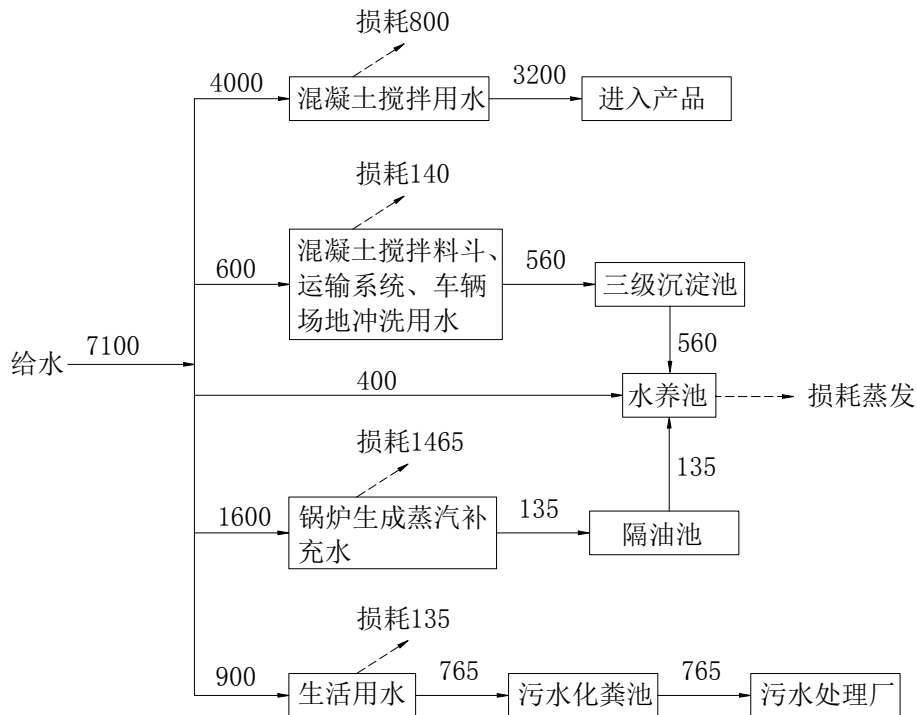 损耗800
4000
混凝土搅拌用水
3200
进入产品
损耗140
600
混凝土搅拌料斗、
运输系统、车辆
场地冲洗用水
560
三级沉淀池
560
给水
7100
400
水养池
损耗蒸发
损耗1465
135
1600
锅炉生成蒸汽补
充水
135
隔油池
损耗135
900
生活用水
765
污水化粪池
765
污水处理厂